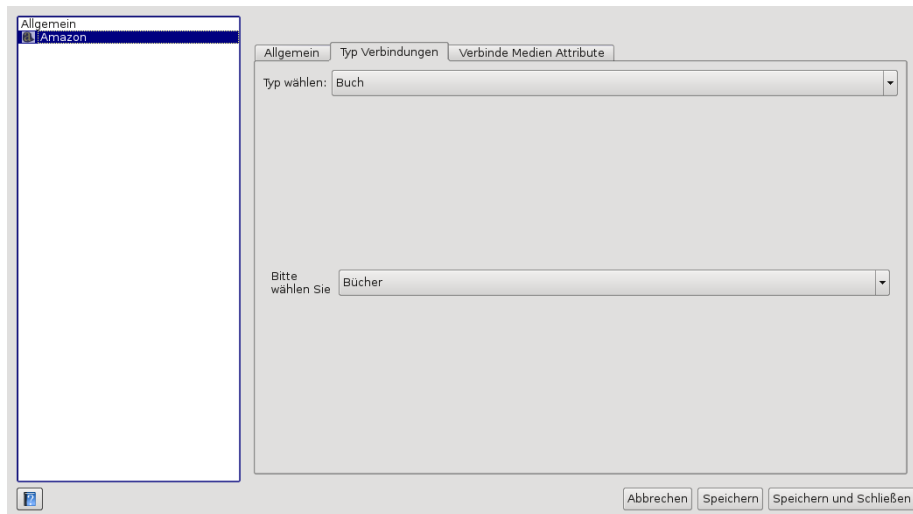 Allgemein
Amazon
Allgemein Typ Verbindungen Verbinde Medien Attribute
Typ wählen: Buch
Bitte
wählen Sie Bücher
Abbrechen Speichern Speichern und Schließen